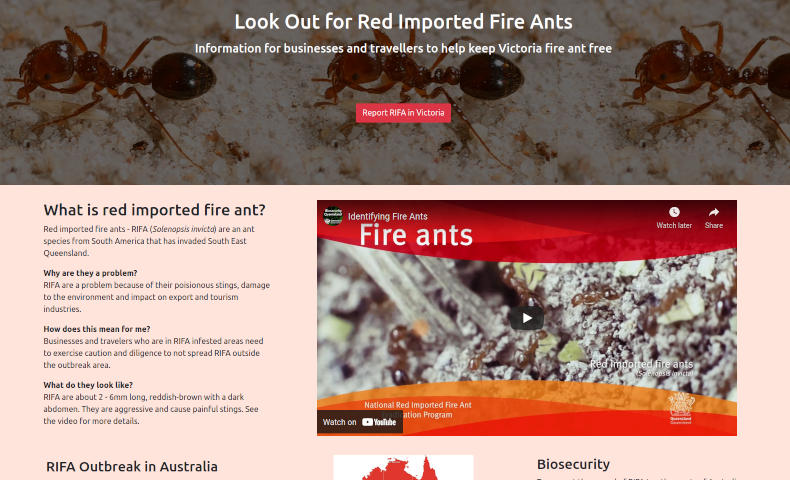 Look Out for Red Imported Fire Ants
Information for businesses and travellers to help keep Victoria fire ant free
Report RIFA in Victoria
What is red imported fire ant?
Red imported fire ants - RIFA (Solenopsis invicta) are an ant
species from South America that has invaded South East
Queensland.
Why are they a problem?
RIFA are a problem because of their poisionous stings, damage
to the environment and impact on export and tourism
industries.
How does this mean for me?
Businesses and travelers who are in RIFA infested areas need
to exercise caution and diligence to not spread RIFA outside
the outbreak area.
What do they look like?
RIFA are about 2 - 6mm long, reddish-brown with a dark
abdomen. They are aggressive and cause painful stings. See
the video for more details.
Identifying Fire Ants
Watch later
Share
Fire ants
Red imported fire ants
(Solenopsis invicta)
National Red Imported Fire Ant
Program
Queensland
Government
Watch on YouTube
RIFA Outbreak in Australia
Biosecurity